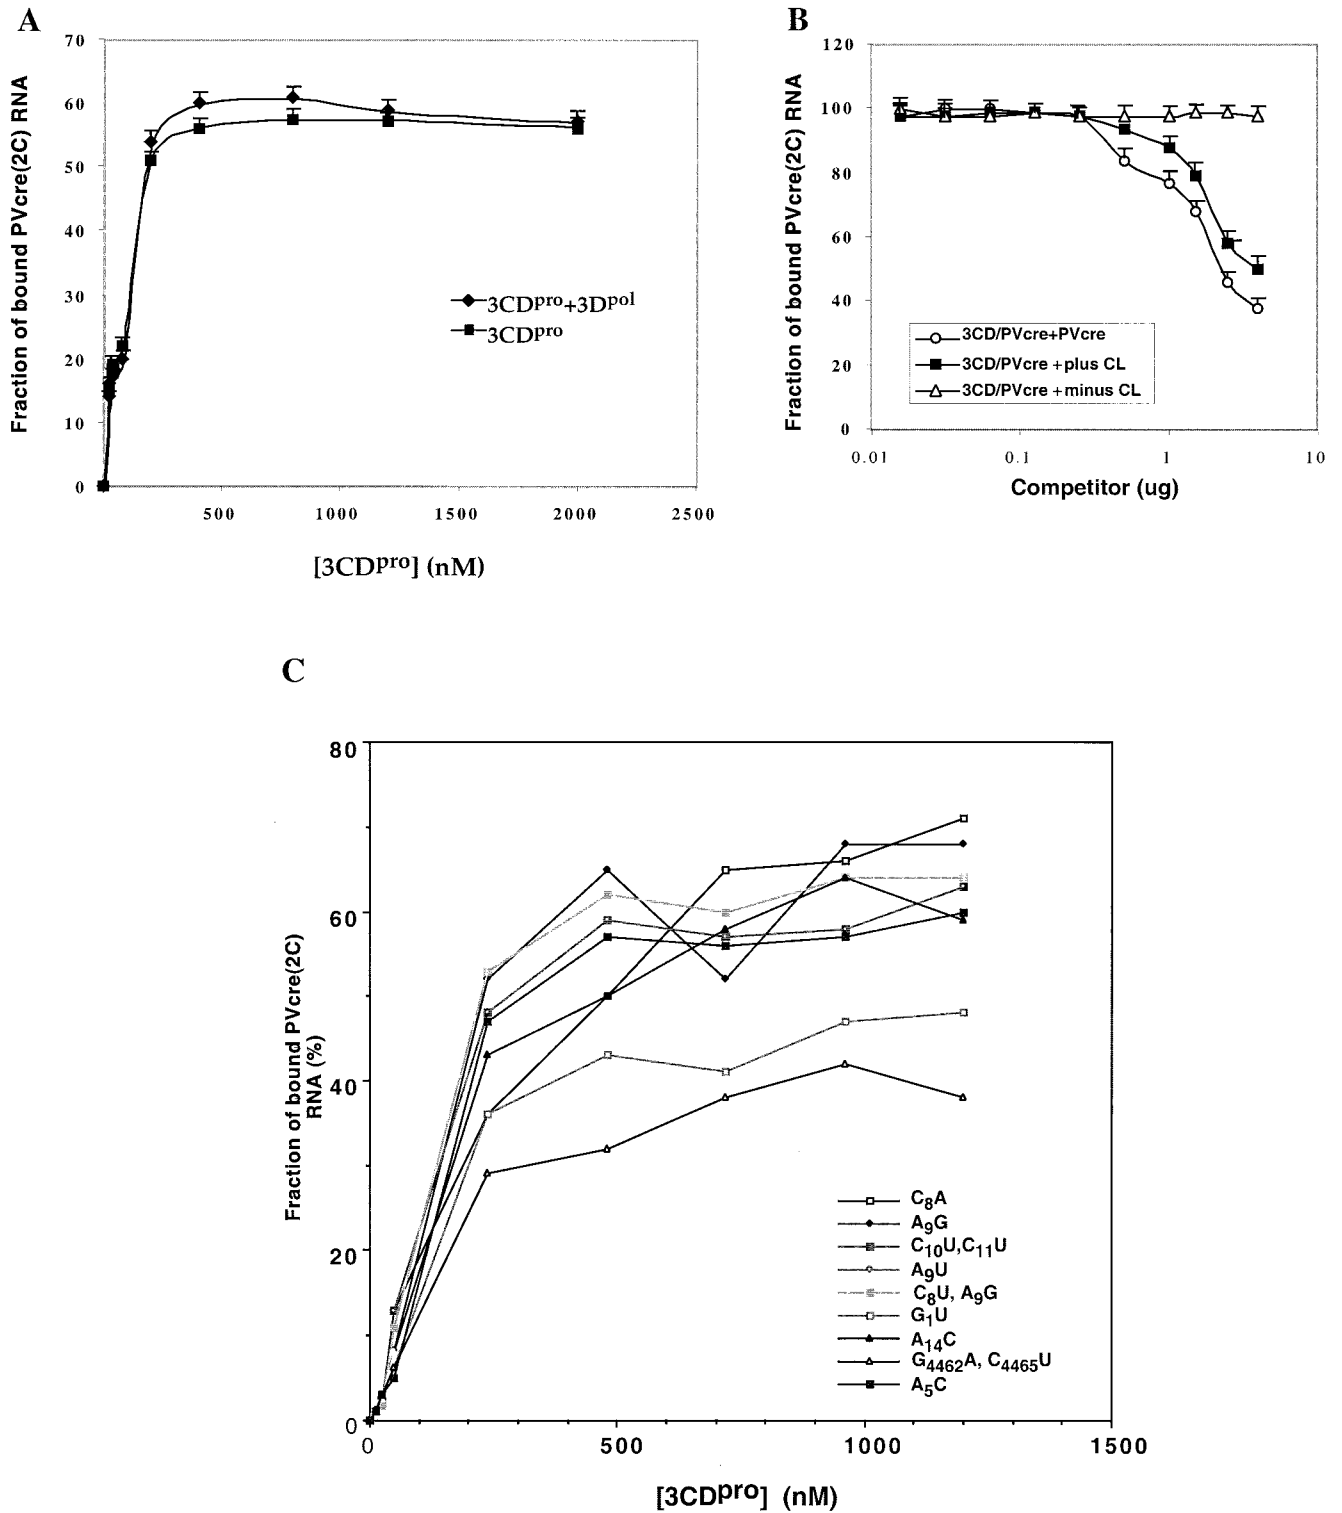 A
70
60
50
40
30
20
10
0
500
1000
1500
2000
2500
Fraction of bound PVcre(2C) RNA
[3CDpro] (nM)
3CDpro+3Dpol
3CDpro
B
120
100
80
60
40
20
0
0.01
0.1
1
10
Fraction of bound PVcre(2C) RNA
Competitor (ug)
3CD/PVcre+PVcre
3CD/PVcre +plus CL
3CD/PVcre +minus CL
C
80
60
40
20
0
0
500
1000
1500
Fraction of bound PVcre(2C)
RNA (%)
[3CDpro] (nM)
C8A
A9G
C10U,C11U
A9U
C8U, A9G
G1U
A14C
G4462A, C4465U
A5C